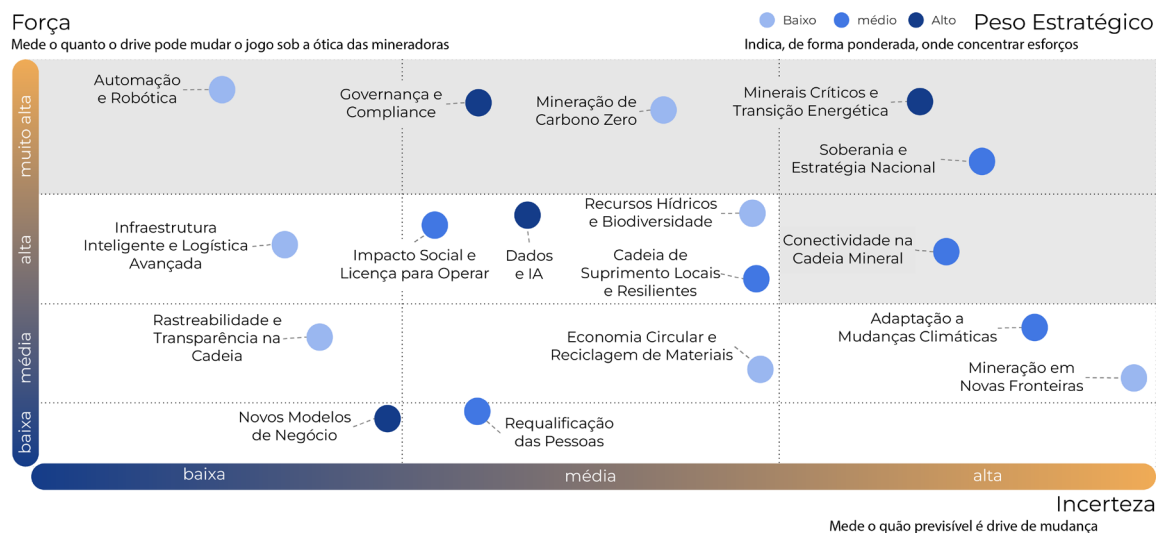 Força
Mede o quanto o drive pode mudar o jogo sob a ótica das mineradoras
Baixo
médio
Alto
Peso Estratégico
Indica, de forma ponderada, onde concentrar esforços
muito alta
alta
média
baixa
Automação
e Robótica
Governança e
Compliance
Mineração de
Carbono Zero
Minerais Críticos e
Transição Energética
Soberania e
Estratégia Nacional
Infraestrutura
Inteligente e Logística
Avançada
Impacto Social e
Licença para Operar
Dados
e IA
Recursos Hídricos
e Biodiversidade
Cadeia de
Suprimento Locais
e Resilientes
Conectividade na
Cadeia Mineral
Rastreabilidade e
Transparência na
Cadeia
Economia Circular e
Reciclagem de Materiais
Adaptação a
Mudanças Climáticas
Mineração em
Novas Fronteiras
Novos Modelos
de Negócio
Requalificação
das Pessoas
baixa
média
alta
Incerteza
Mede o quão previsível é drive de mudança